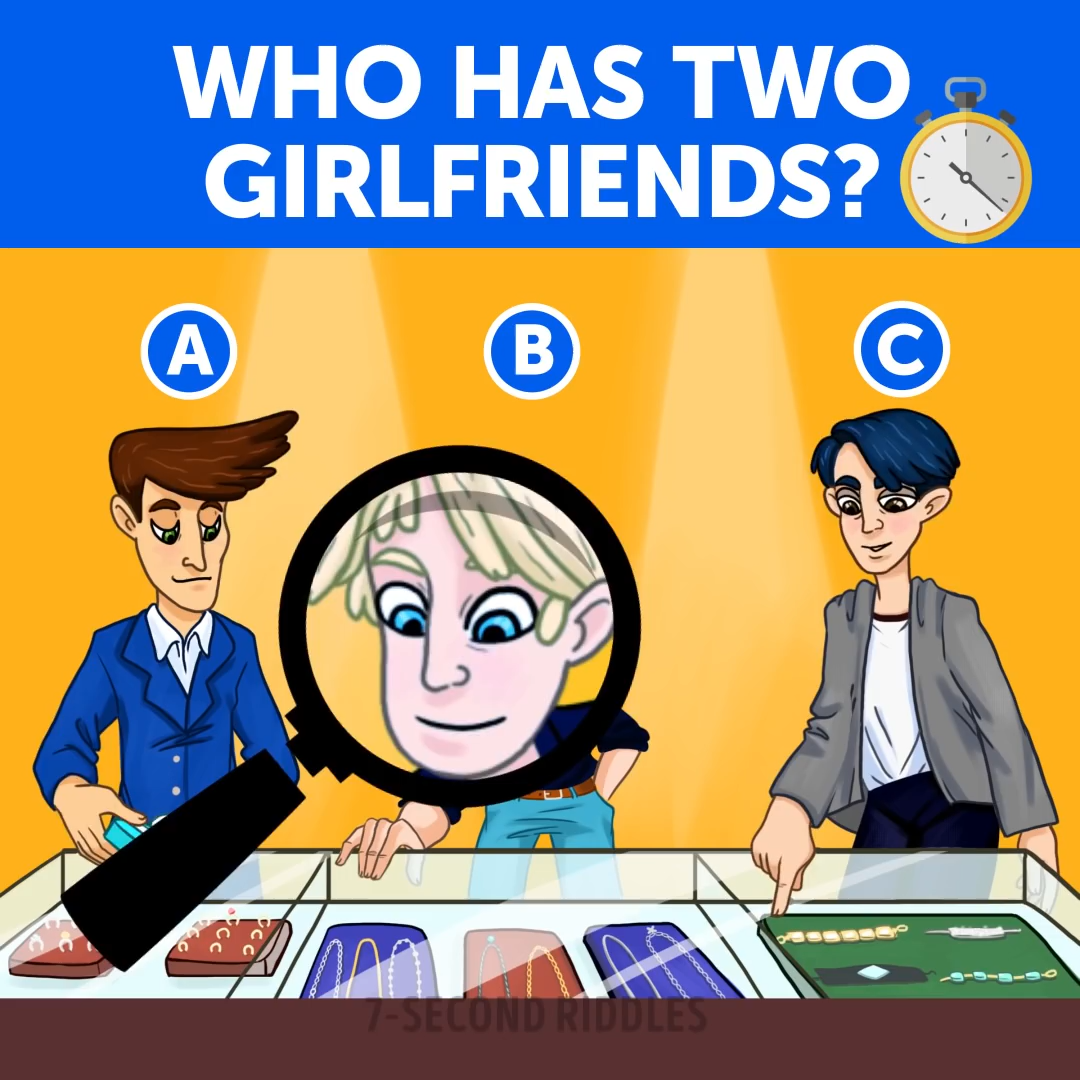 WHO HAS TWO
GIRLFRIENDS?
A
B
C
7-SECOND RIDDLES